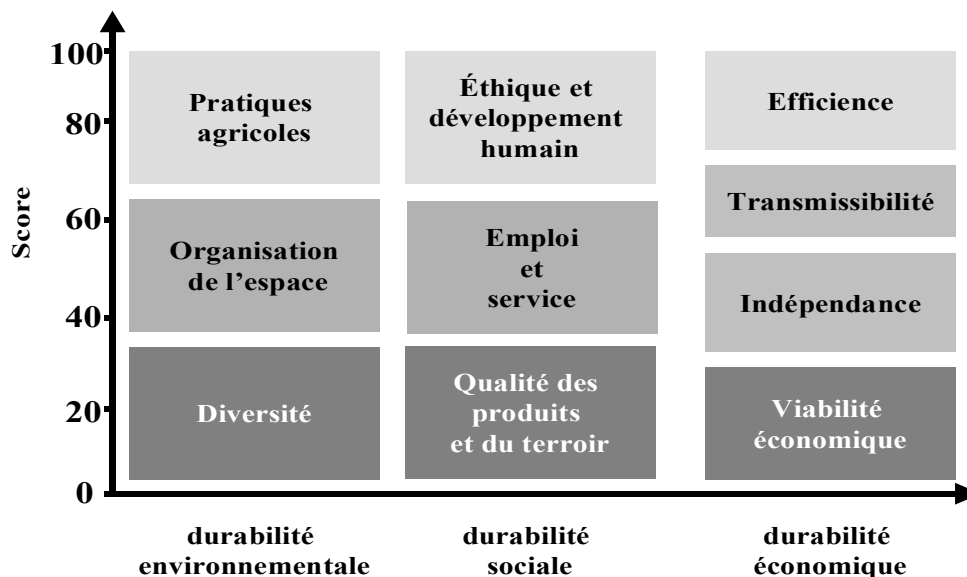 100
80
60
40
20
0
Score
Pratiques
agricoles
Organisation
de l’espace
Diversité
Éthique et
développement
humain
Emploi
et
service
Qualité des
produits
et du terroir
Efficience
Transmissibilité
Indépendance
Viabilité
économique
durabilité
environnementale
durabilité
sociale
durabilité
économique